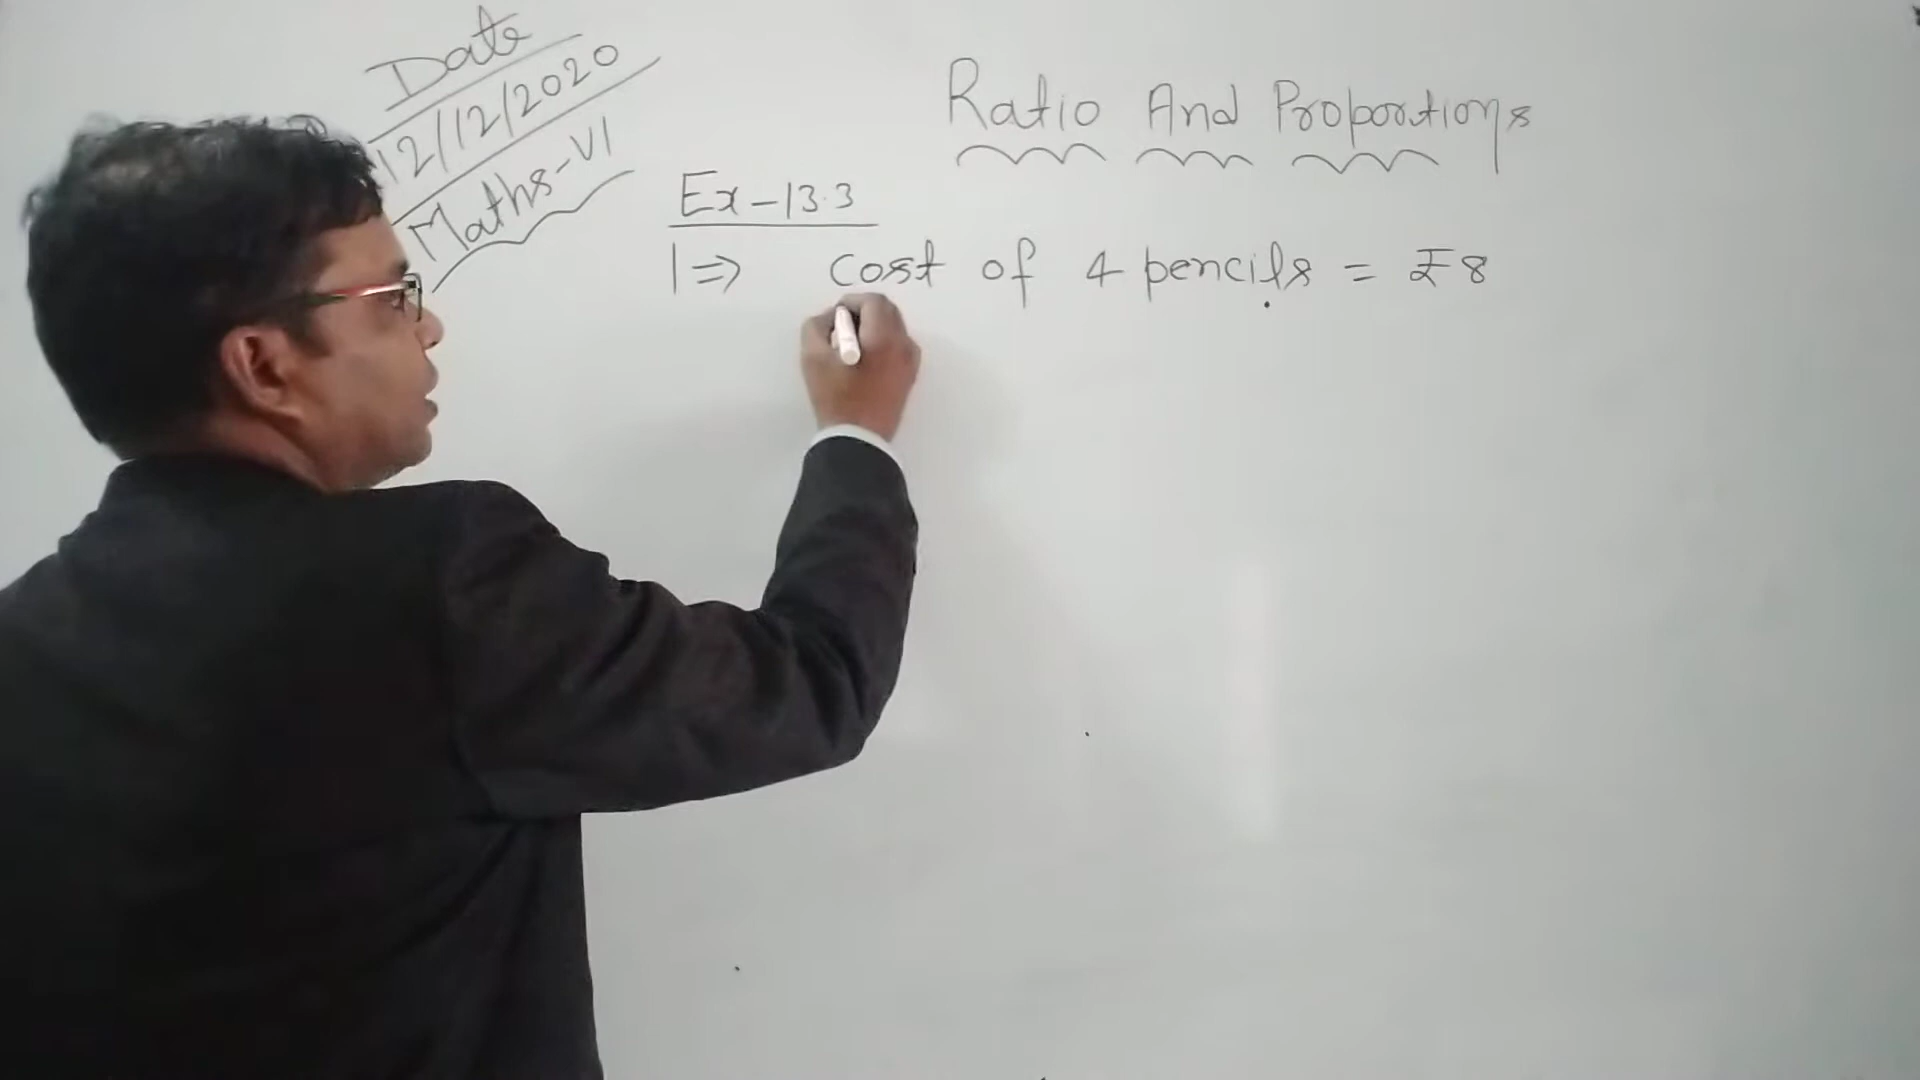 Date
12/12/2020
Maths-VI
Ratio And Proportions
Ex-13.3
1⇒ Cost of 4 pencils = ₹8